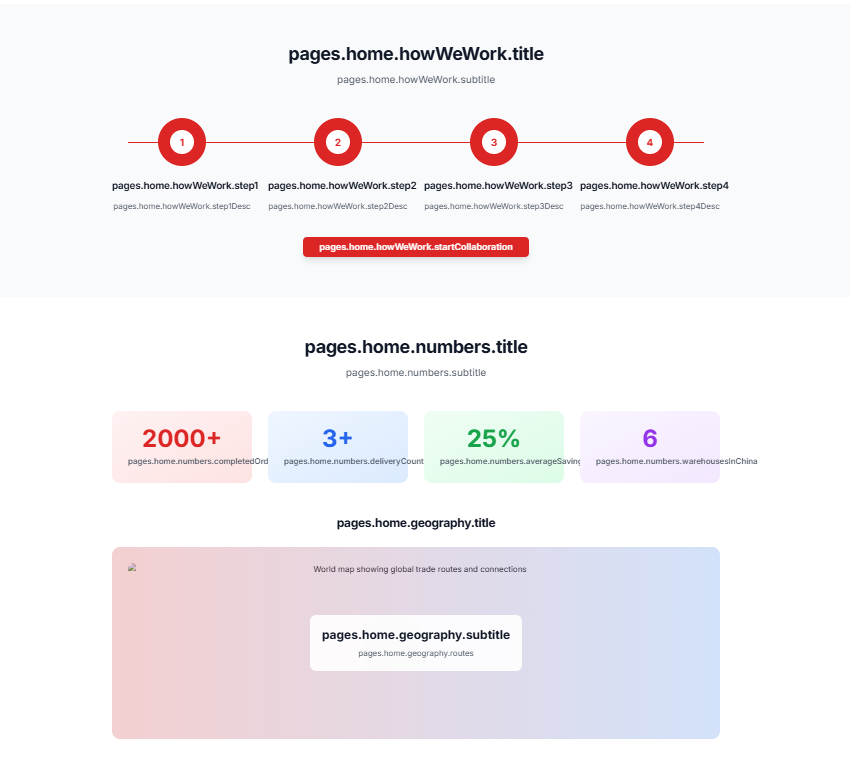 pages.home.howWeWork.title
pages.home.howWeWork.subtitle
1
2
3
4
pages.home.howWeWork.step1
pages.home.howWeWork.step2
pages.home.howWeWork.step3
pages.home.howWeWork.step4
pages.home.howWeWork.step1Desc
pages.home.howWeWork.step2Desc
pages.home.howWeWork.step3Desc
pages.home.howWeWork.step4Desc
pages.home.howWeWork.startCollaboration
pages.home.numbers.title
pages.home.numbers.subtitle
2000+
3+
25%
6
pages.home.numbers.completedOrd
pages.home.numbers.deliveryCount
pages.home.numbers.averageSaving
pages.home.numbers.warehousesInChina
pages.home.geography.title
World map showing global trade routes and connections
pages.home.geography.subtitle
pages.home.geography.routes